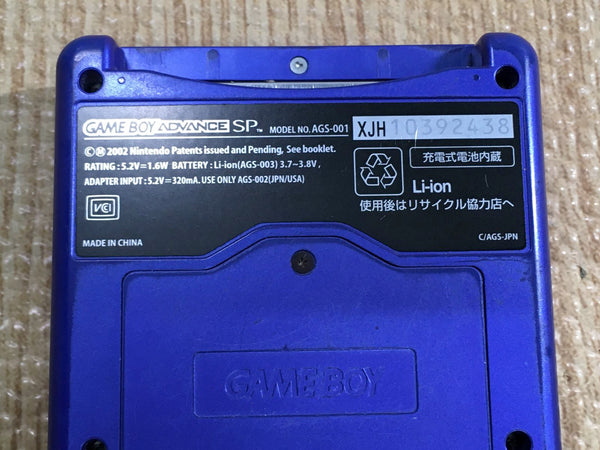 GAME BOY ADVANCE SP™ MODEL NO. AGS-001 XJH10392438
©Ⓜ 2002 Nintendo Patents issued and Pending, See booklet.
RATING : 5.2V⎓1.6W BATTERY : Li-ion(AGS-003) 3.7⎓3.8V,
ADAPTER INPUT : 5.2V⎓320mA. USE ONLY AGS-002(JPN/USA)
充電式電池内蔵
Li-ion
使用後はリサイクル協力店へ
VCI
MADE IN CHINA
C/AGS-JPN
GAME BOY